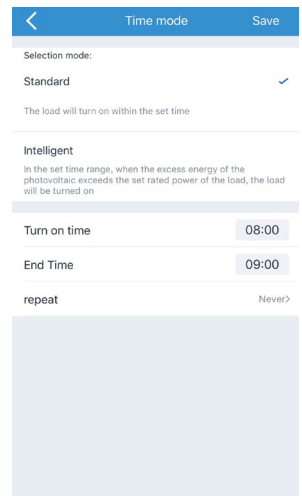 Time mode Save
Selection mode:
Standard
The load will turn on within the set time
Intelligent
In the set time range, when the excess energy of the
photovoltaic exceeds the set rated power of the load, the load
will be turned on
Turn on time 08:00
End Time 09:00
repeat Never>